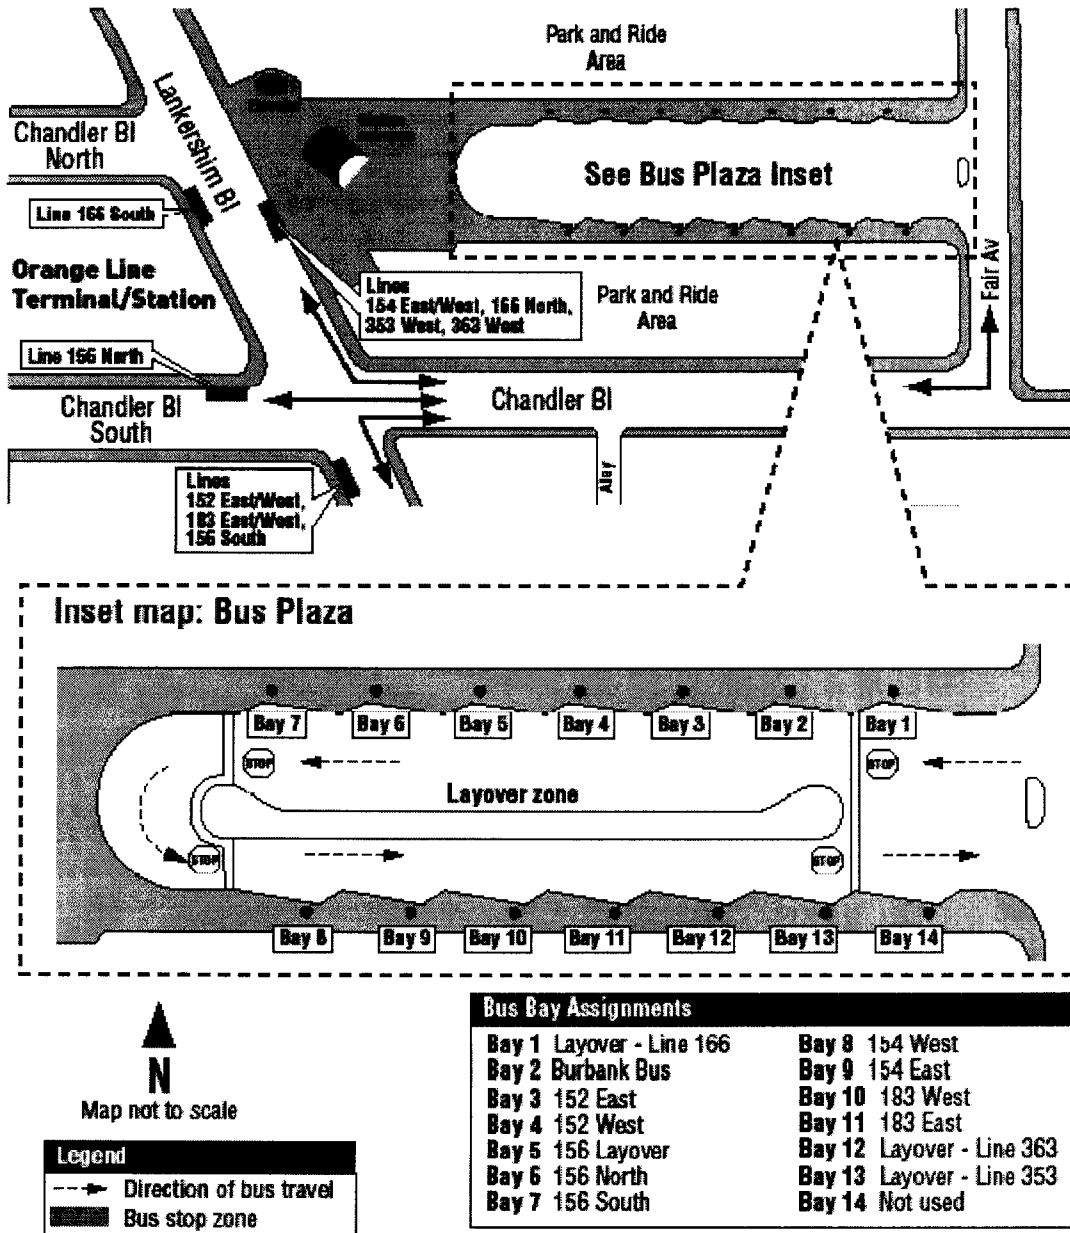 Park and Ride
Area
Lankershim Bl
Chandler Bl
North
See Bus Plaza Inset
Line 166 South
Orange Line
Terminal/Station
Lines
154 East/West, 166 North,
353 West, 363 West
Park and Ride
Area
Fair Av
Line 156 North
Chandler Bl
South
Chandler Bl
Alley
Lines
152 East/West,
183 East/West,
156 South
Inset map: Bus Plaza
Bay 7
Bay 6
Bay 5
Bay 4
Bay 3
Bay 2
Bay 1
STOP
STOP
Layover zone
STOP
STOP
Bay 8
Bay 9
Bay 10
Bay 11
Bay 12
Bay 13
Bay 14
N
Map not to scale
Legend
Direction of bus travel
Bus stop zone
Bus Bay Assignments
Bay 1 Layover - Line 166
Bay 2 Burbank Bus
Bay 3 152 East
Bay 4 152 West
Bay 5 156 Layover
Bay 6 156 North
Bay 7 156 South
Bay 8 154 West
Bay 9 154 East
Bay 10 183 West
Bay 11 183 East
Bay 12 Layover - Line 363
Bay 13 Layover - Line 353
Bay 14 Not used